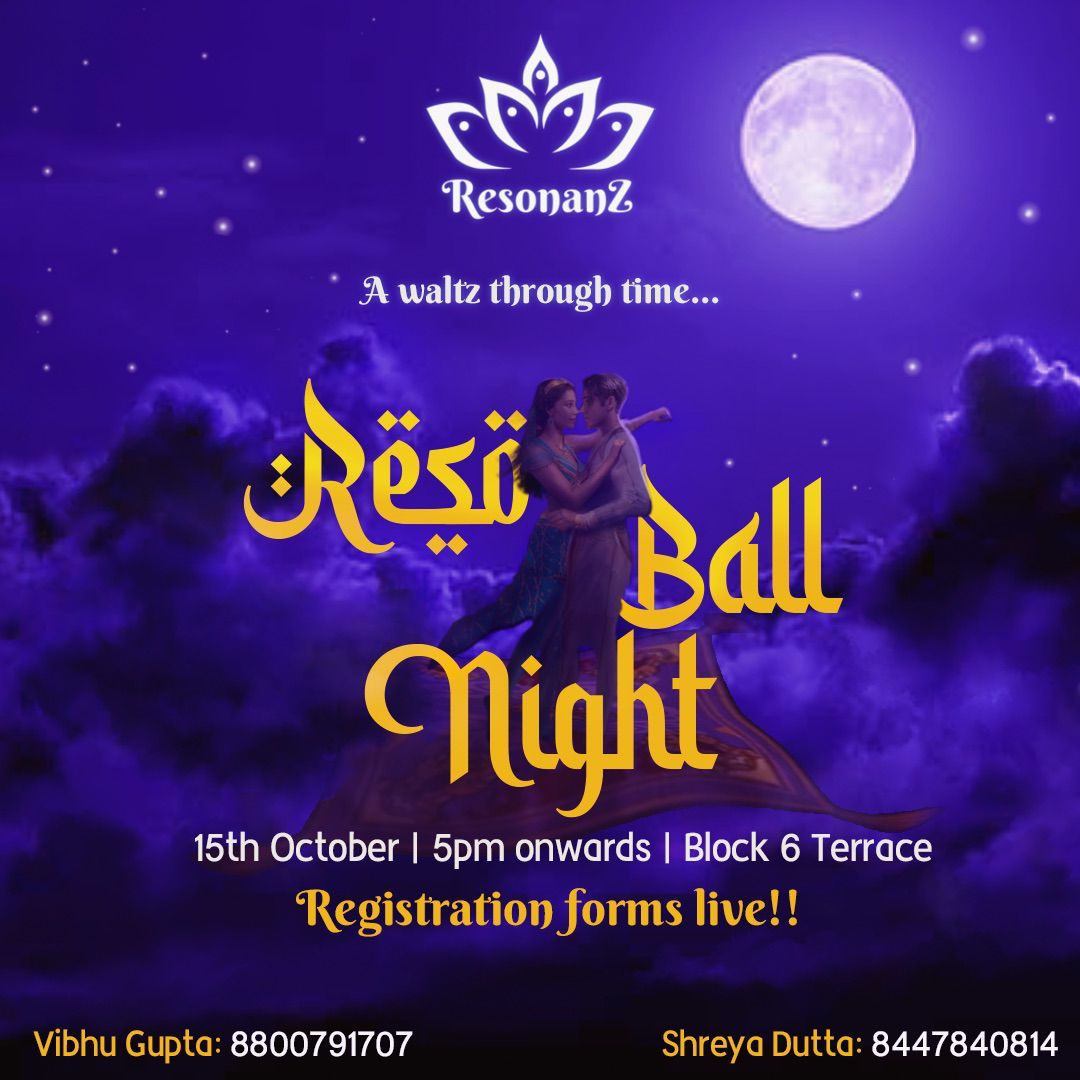 ResonanZ
A waltz through time...
Reso
Ball
Night
15th October | 5pm onwards | Block 6 Terrace
Registration forms live!!
Vibhu Gupta: 8800791707
Shreya Dutta: 8447840814